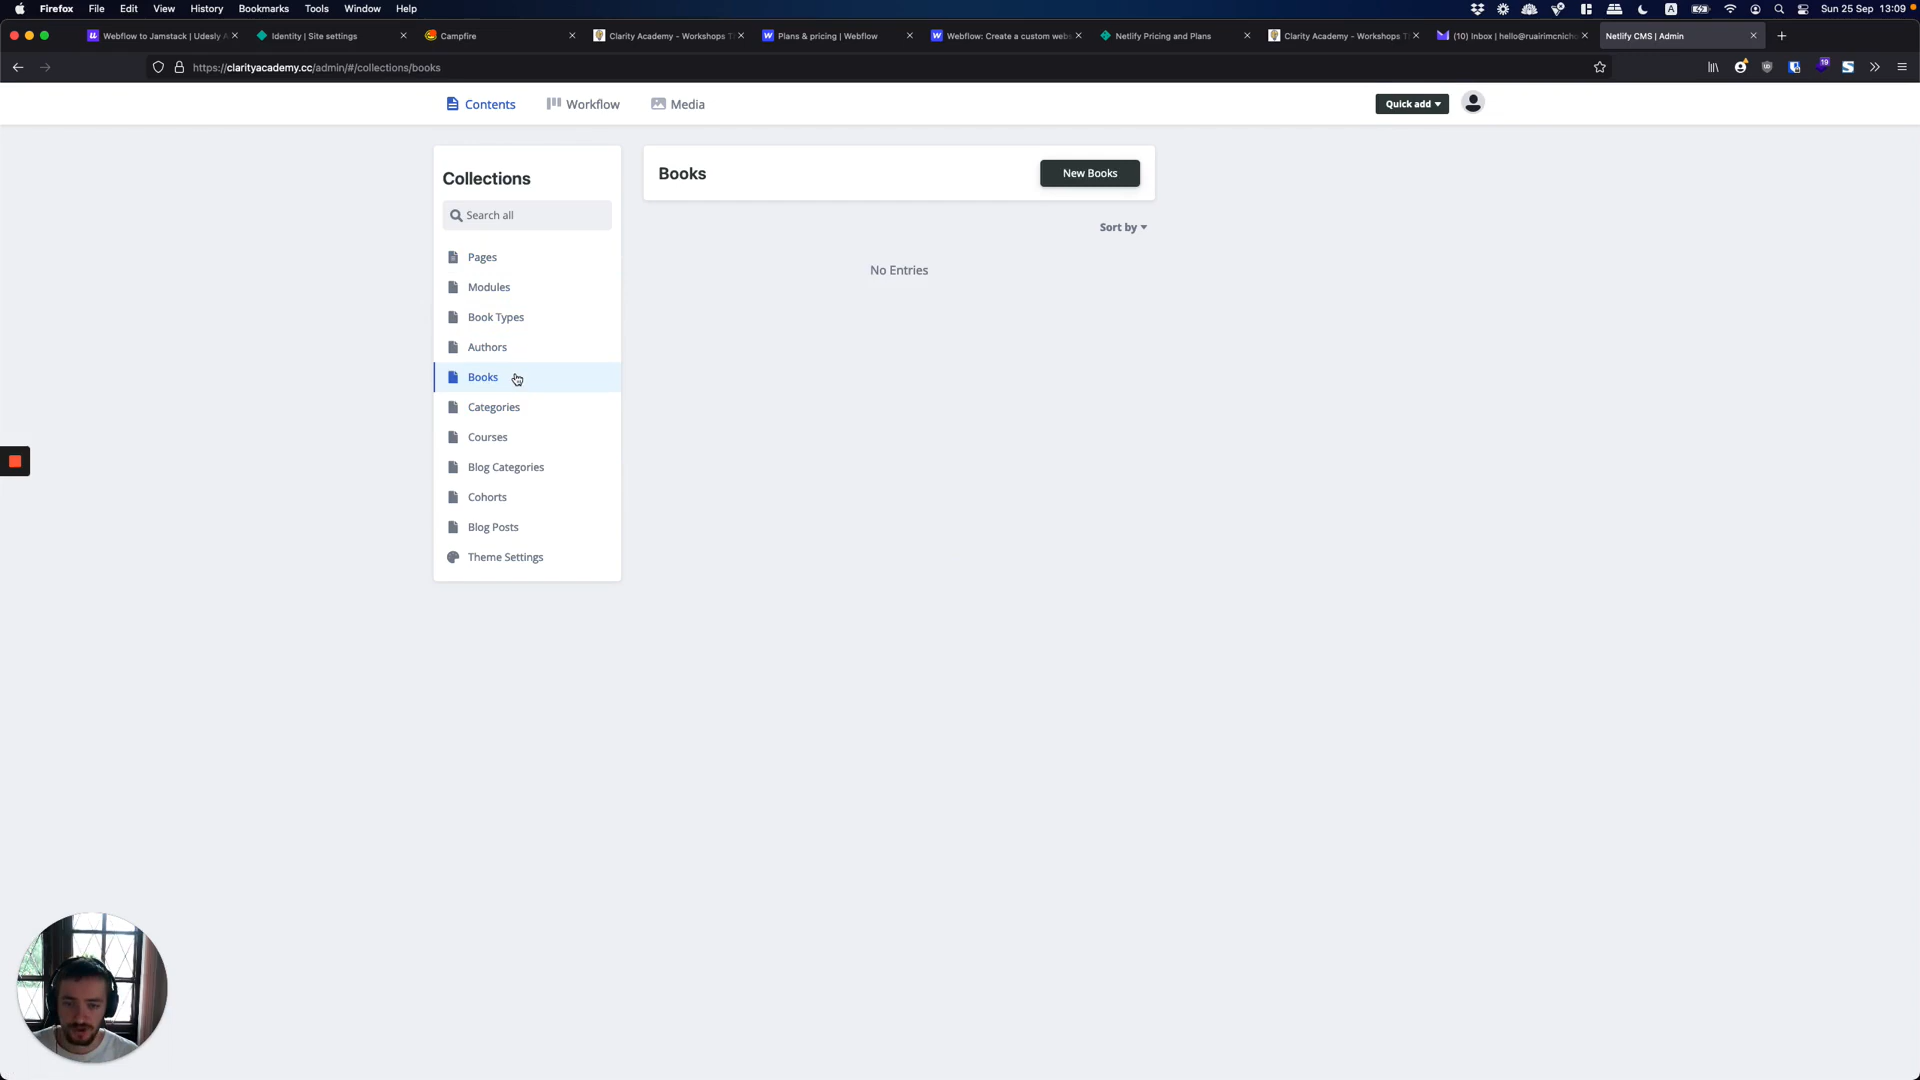 Firefox File Edit View History Bookmarks Tools Window Help
A Sun 25 Sep 13:09
Webflow to Jamstack | Udesly A Identity | Site settings Campfire Clarity Academy - Workshops T Plans & pricing | Webflow Webflow: Create a custom webs Netlify Pricing and Plans Clarity Academy - Workshops T (10) Inbox | hello@ruairimcnicho Netlify CMS | Admin
https://clarityacademy.cc/admin/#/collections/books
19
Contents Workflow Media Quick add
Collections
Search all
Pages
Modules
Book Types
Authors
Books
Categories
Courses
Blog Categories
Cohorts
Blog Posts
Theme Settings
Books
New Books
Sort by
No Entries